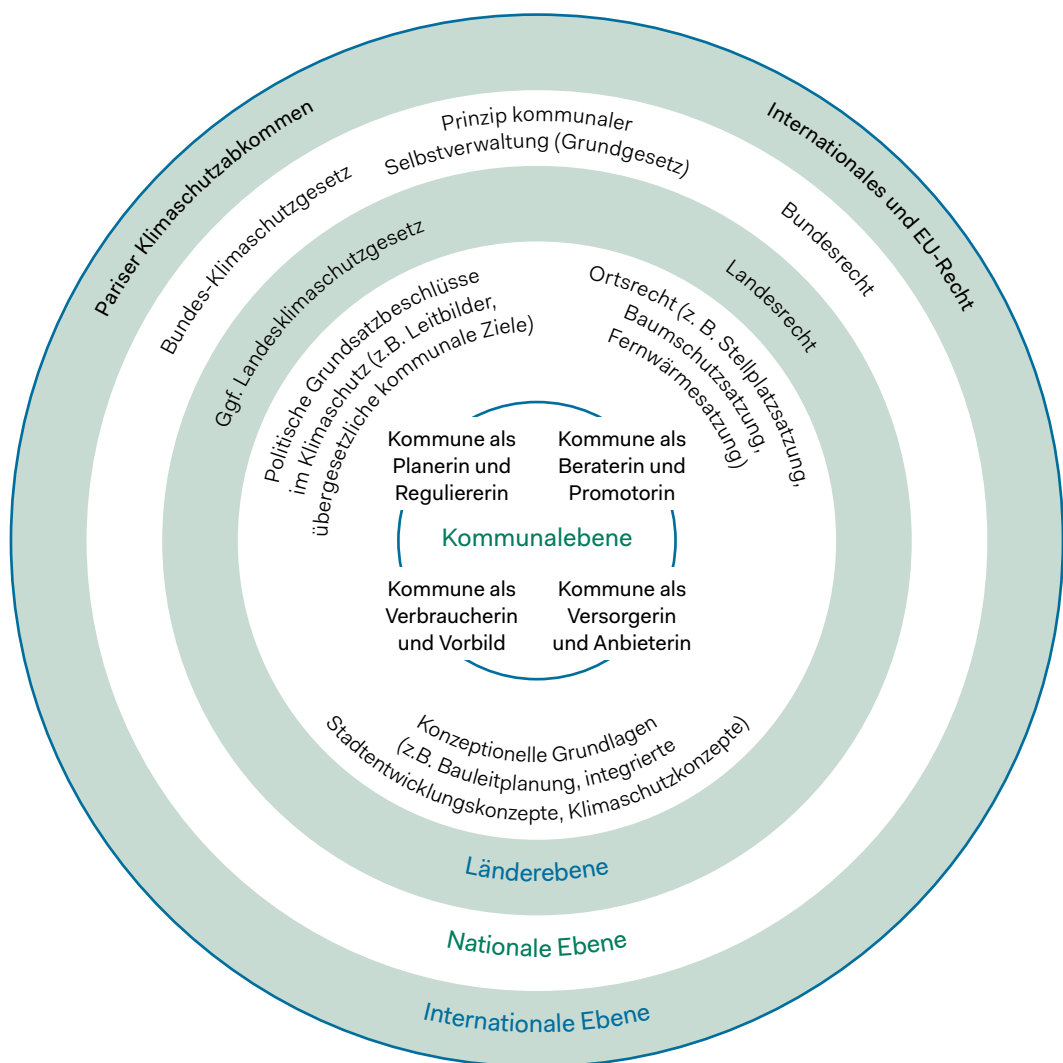 Pariser Klimaschutzabkommen
Internationales und EU-Recht
Prinzip kommunaler
Selbstverwaltung (Grundgesetz)
Bundes-Klimaschutzgesetz
Bundesrecht
Ggf. Landesklimaschutzgesetz
Landesrecht
Politische Grundsatzbeschlüsse
im Klimaschutz (z.B. Leitbilder,
übergesetzliche kommunale Ziele)
Ortsrecht (z. B. Stellplatzsatzung,
Baumschutzsatzung,
Fernwärmesatzung)
Kommune als
Planerin und
Reguliererin
Kommune als
Beraterin und
Promotorin
Kommunalebene
Kommune als
Verbraucherin
und Vorbild
Kommune als
Versorgerin
und Anbieterin
Konzeptionelle Grundlagen
(z.B. Bauleitplanung, integrierte
Stadtentwicklungskonzepte, Klimaschutzkonzepte)
Länderebene
Nationale Ebene
Internationale Ebene